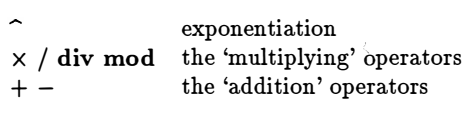 ^ exponentiation
× / div mod the ‘multiplying’ operators
+ − the ‘addition’ operators